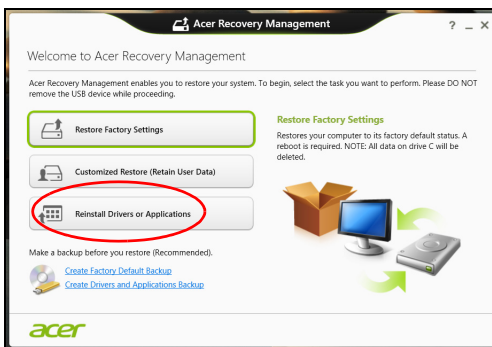 Acer Recovery Management
? _ ×
Welcome to Acer Recovery Management
Acer Recovery Management enables you to restore your system. To begin, select the task you want to perform. Please DO NOT
remove the USB device while proceeding.
Restore Factory Settings
Customized Restore (Retain User Data)
Reinstall Drivers or Applications
Restore Factory Settings
Restores your computer to its factory default status. A
reboot is required. NOTE: All data on drive C will be
deleted.
Make a backup before you restore (Recommended).
Create Factory Default Backup
Create Drivers and Applications Backup
acer